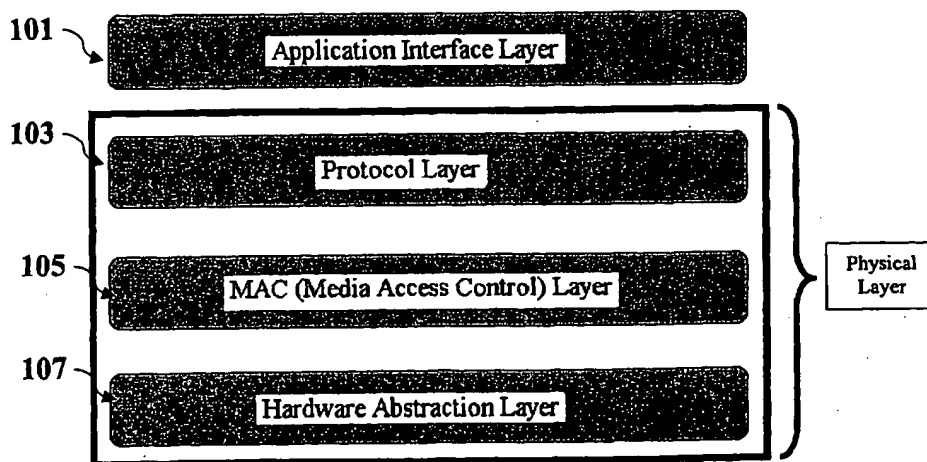 101
Application Interface Layer
103
Protocol Layer
105
MAC (Media Access Control) Layer
Physical
Layer
107
Hardware Abstraction Layer